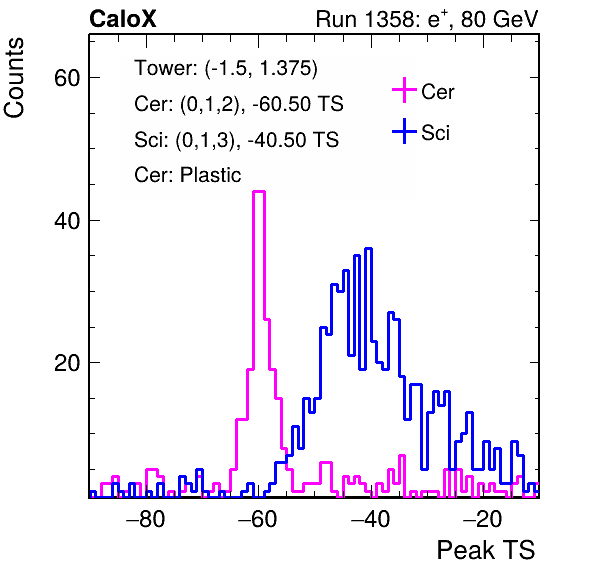 CaloX Run 1358: e⁺, 80 GeV
Counts
Tower: (-1.5, 1.375)
Cer: (0,1,2), -60.50 TS
Sci: (0,1,3), -40.50 TS
Cer: Plastic
Cer
Sci
60
40
20
−80 −60 −40 −20
Peak TS